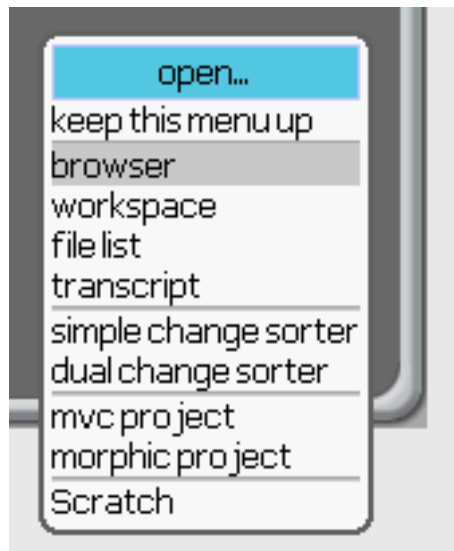 open...
keep this menu up
browser
workspace
file list
transcript
simple change sorter
dual change sorter
mvc project
morphic project
Scratch